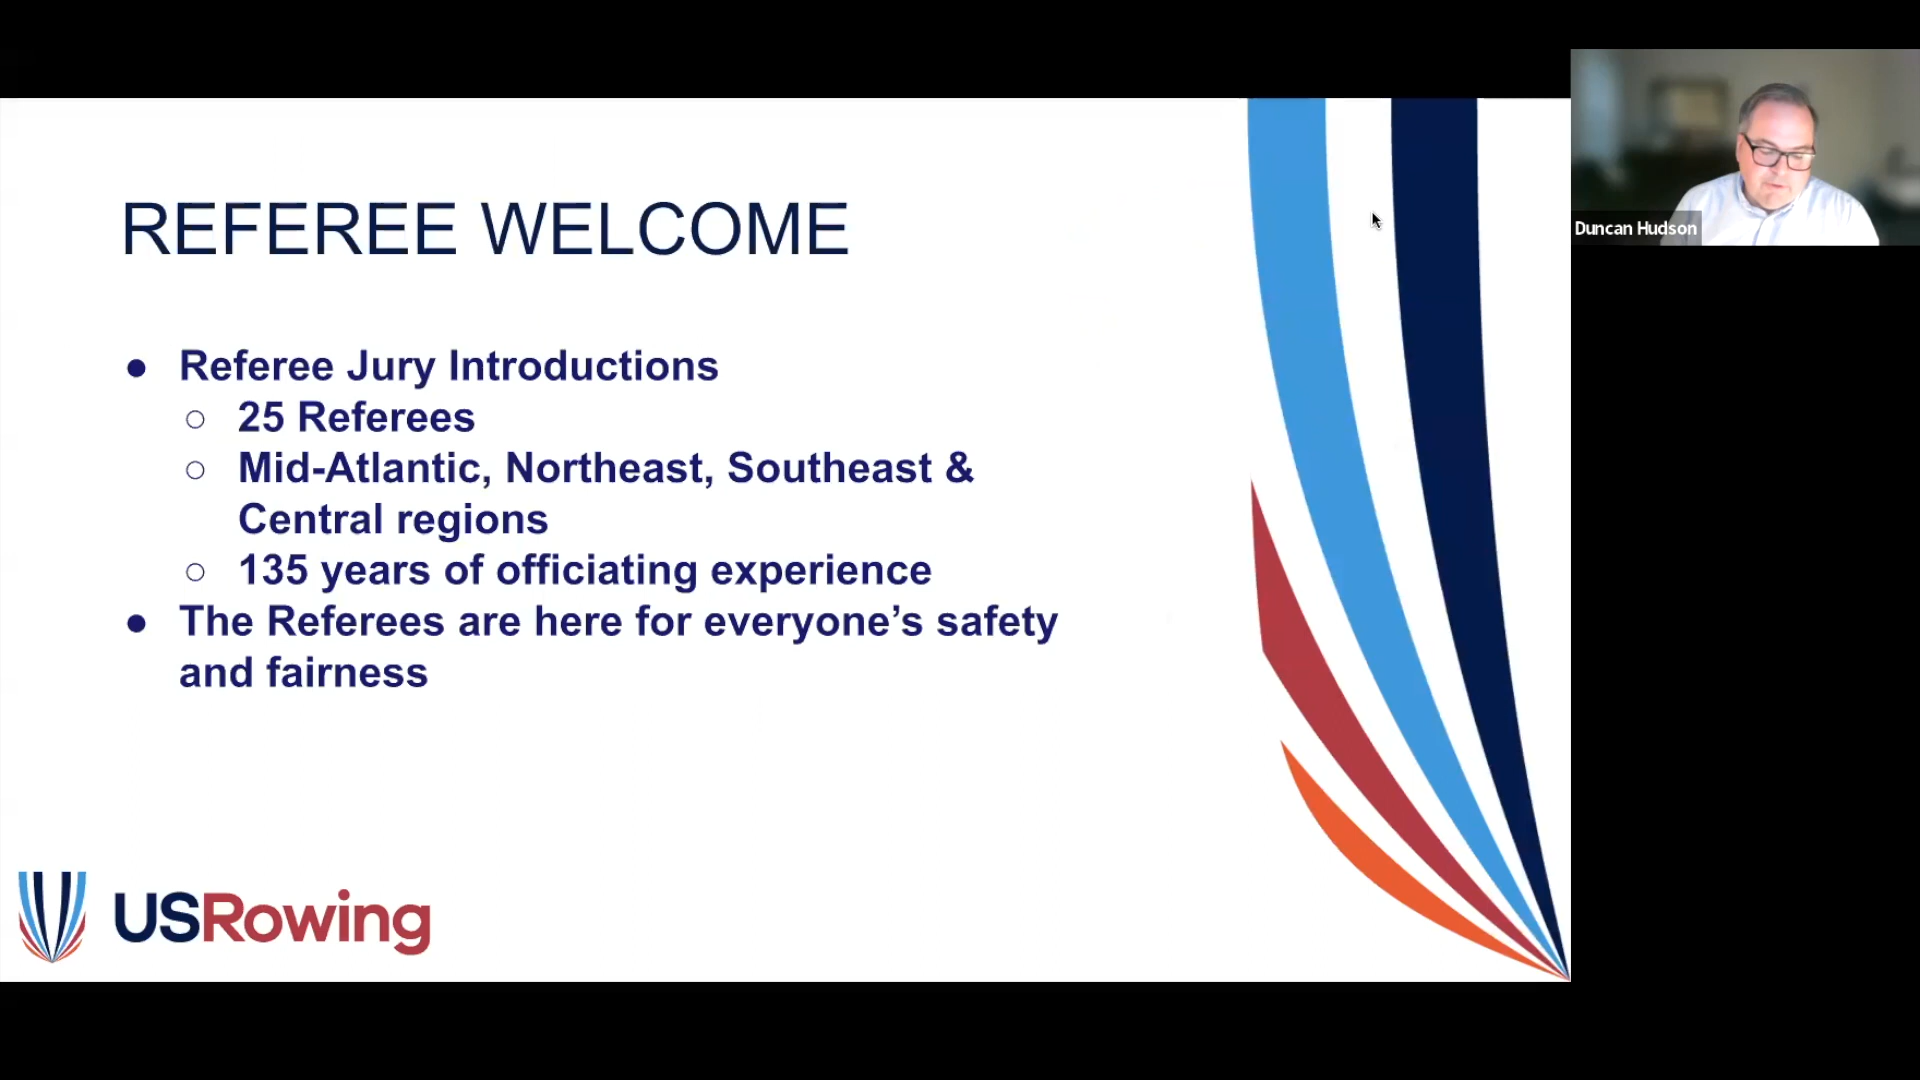 REFEREE WELCOME
● Referee Jury Introductions
○ 25 Referees
○ Mid-Atlantic, Northeast, Southeast &
Central regions
○ 135 years of officiating experience
● The Referees are here for everyone’s safety
and fairness
USRowing
Duncan Hudson